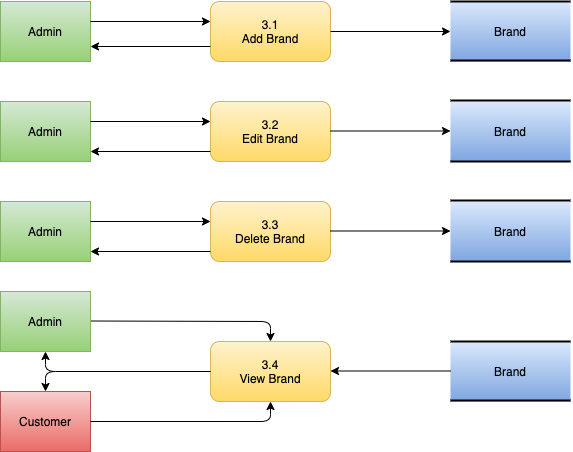 Admin
3.1
Add Brand
Brand
Admin
3.2
Edit Brand
Brand
Admin
3.3
Delete Brand
Brand
Admin
3.4
View Brand
Brand
Customer